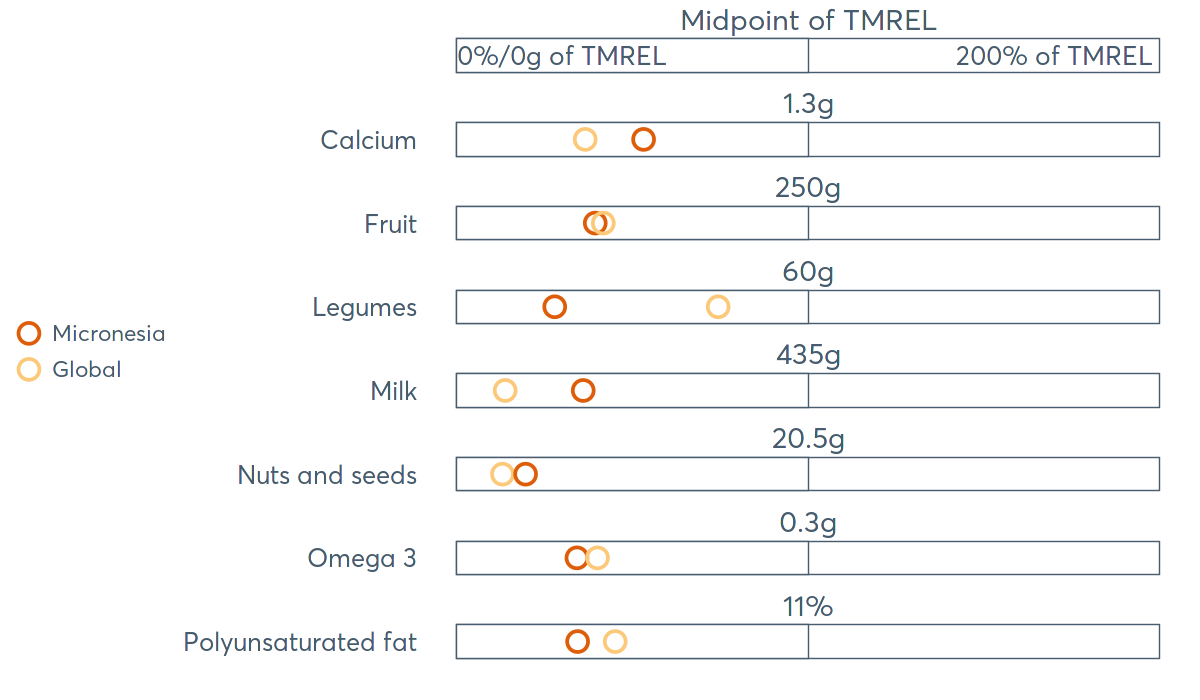 Midpoint of TMREL
0%/0g of TMREL
200% of TMREL
1.3g
Calcium
250g
Fruit
60g
Legumes
Micronesia
Global
435g
Milk
20.5g
Nuts and seeds
0.3g
Omega 3
11%
Polyunsaturated fat